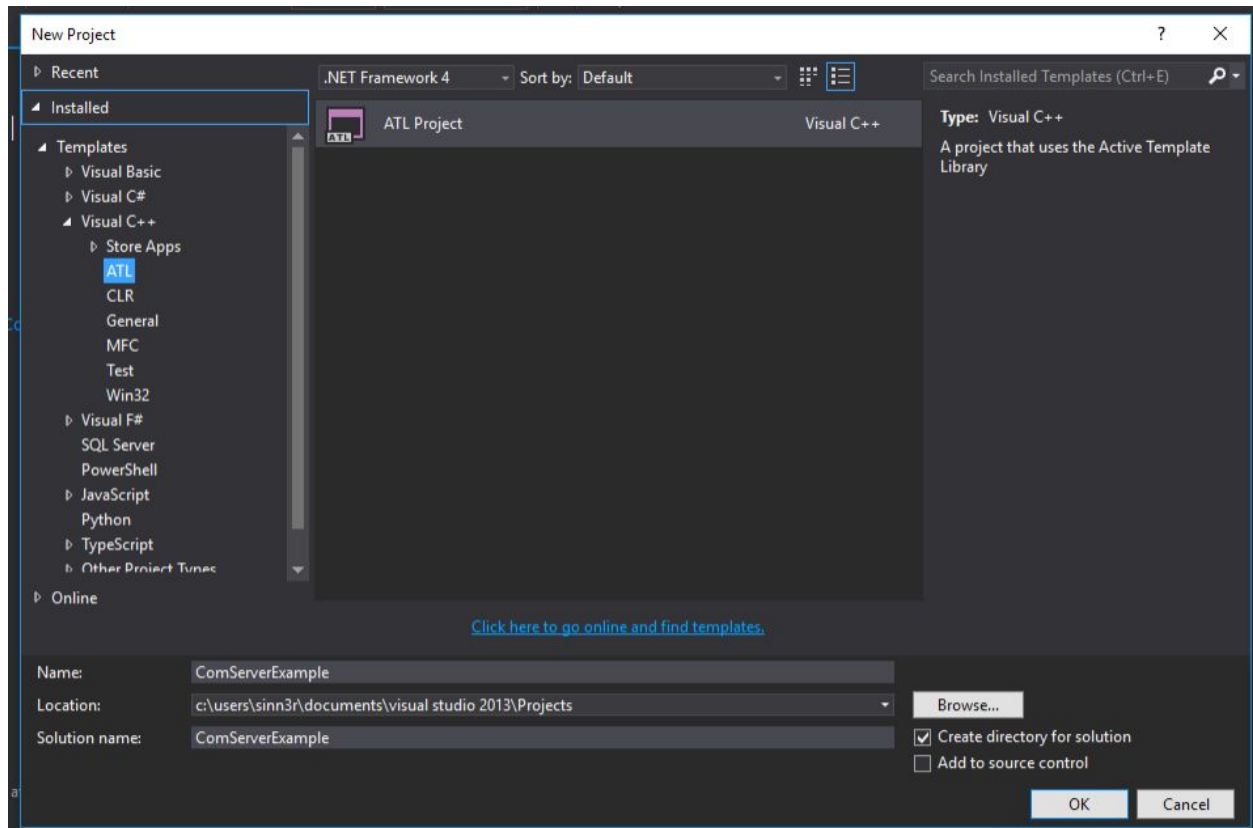 New Project
? 
Recent
.NET Framework 4
Sort by: Default
Search Installed Templates (Ctrl+E)
Installed
Templates
Visual Basic
Visual C#
Visual C++
Store Apps
ATL
CLR
General
MFC
Test
Win32
Visual F#
SQL Server
PowerShell
JavaScript
Python
TypeScript
Other Project Types
Online
ATL
ATL Project
Visual C++
Type: Visual C++
A project that uses the Active Template
Library
Click here to go online and find templates.
Name: ComServerExample
Location: c:\users\sinn3r\documents\visual studio 2013\Projects
Browse...
Solution name: ComServerExample
Create directory for solution
Add to source control
OK
Cancel